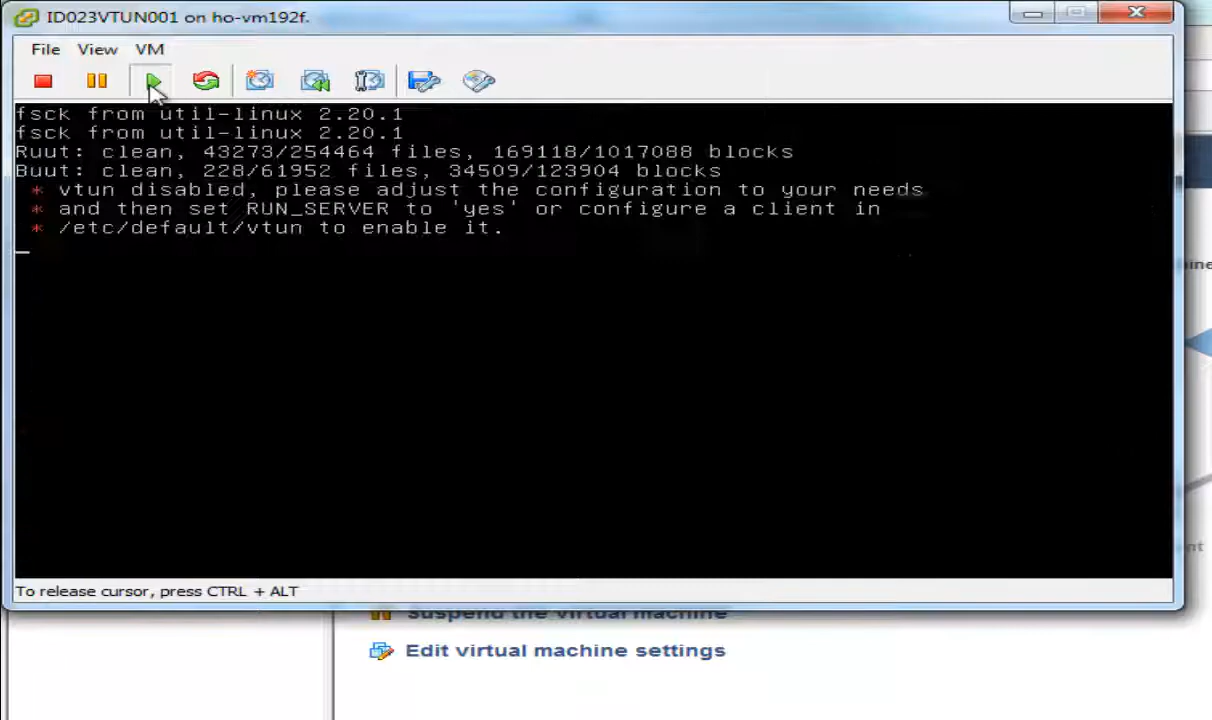 ID023VTUN001 on ho-vm192f.
File View VM
fsck from util-linux 2.20.1
fsck from util-linux 2.20.1
Ruut: clean, 43273/254464 files, 169118/1017088 blocks
Buut: clean, 228/61952 files, 34509/123904 blocks
* vtun disabled, please adjust the configuration to your needs
* and then set RUN_SERVER to 'yes' or configure a client in
* /etc/default/vtun to enable it.
To release cursor, press CTRL + ALT
Suspend the virtual machine
Edit virtual machine settings